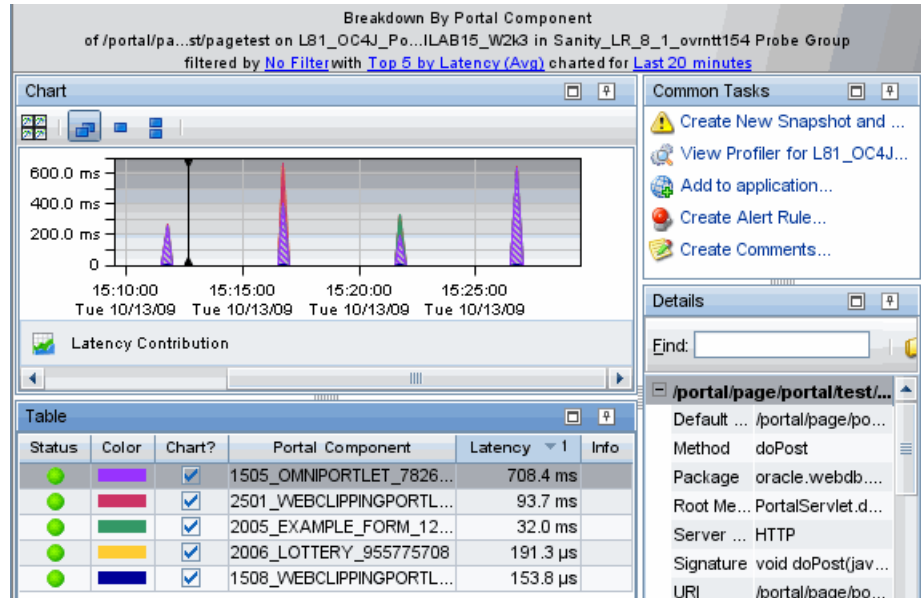 Breakdown By Portal Component
of /portal/pa...st/pagetest on L81_OC4J_Po...ILAB15_W2k3 in Sanity_LR_8_1_ovrntt154 Probe Group
filtered by No Filter with Top 5 by Latency (Avg) charted for Last 20 minutes
Chart
600.0 ms
400.0 ms
200.0 ms
0
15:10:00 15:15:00 15:20:00 15:25:00
Tue 10/13/09 Tue 10/13/09 Tue 10/13/09 Tue 10/13/09
Latency Contribution
Table
Status Color Chart? Portal Component Latency 1 Info
1505_OMNIPORTLET_7826... 708.4 ms
2501_WEBCLIPPINGPORTL... 93.7 ms
2005_EXAMPLE_FORM_12... 32.0 ms
2006_LOTTERY_955775708 191.3 µs
1508_WEBCLIPPINGPORTL... 153.8 µs
Common Tasks
Create New Snapshot and ...
View Profiler for L81_OC4J...
Add to application...
Create Alert Rule...
Create Comments...
Details
Find:
/portal/page/portal/test/...
Default ... /portal/page/po...
Method doPost
Package oracle.webdb....
Root Me... PortalServlet.d...
Server ... HTTP
Signature void doPost(jav...
URI /portal/page/po...